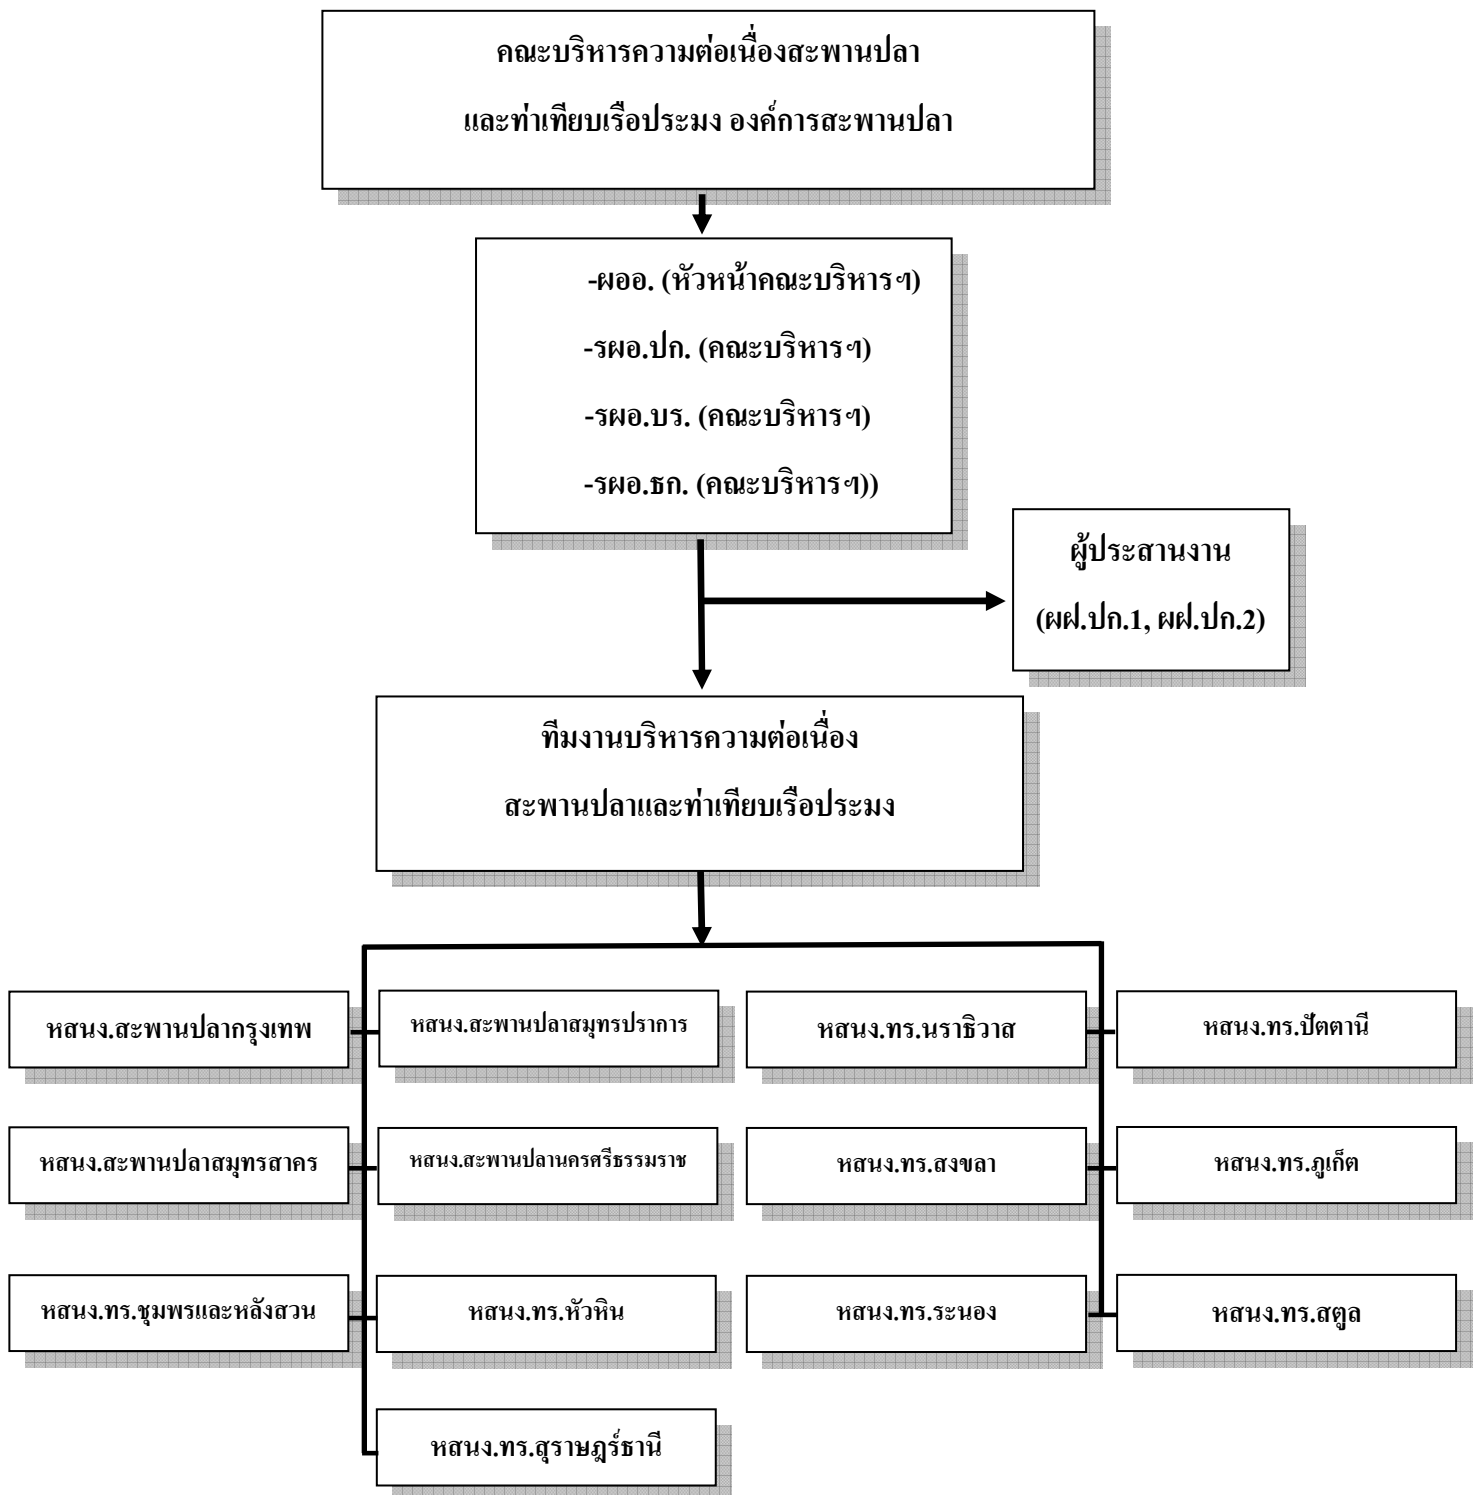 คณะบริหารความต่อเนื่องสะพานปลา
และท่าเทียบเรือประมง องค์การสะพานปลา
-ผออ. (หัวหน้าคณะบริหารฯ)
-รผอ.ปก. (คณะบริหารฯ)
-รผอ.บร. (คณะบริหารฯ)
-รผอ.ธก. (คณะบริหารฯ))
ผู้ประสานงาน
(ผฝ.ปก.1, ผฝ.ปก.2)
ทีมงานบริหารความต่อเนื่อง
สะพานปลาและท่าเทียบเรือประมง
หสนง.สะพานปลากรุงเทพ
หสนง.สะพานปลาสมุทรปราการ
หสนง.ทร.นราธิวาส
หสนง.ทร.ปัตตานี
หสนง.สะพานปลาสมุทรสาคร
หสนง.สะพานปลานครศรีธรรมราช
หสนง.ทร.สงขลา
หสนง.ทร.ภูเก็ต
หสนง.ทร.ชุมพรและหลังสวน
หสนง.ทร.หัวหิน
หสนง.ทร.ระนอง
หสนง.ทร.สตูล
หสนง.ทร.สุราษฎร์ธานี